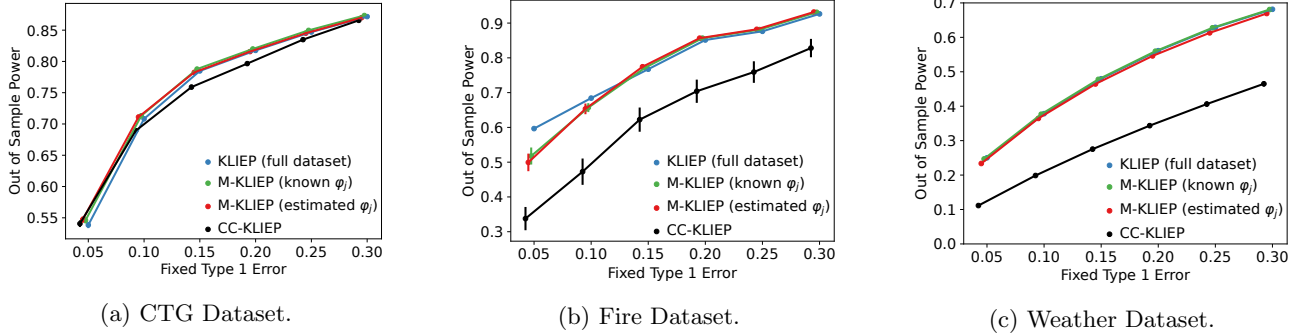 Out of Sample Power
0.85
0.80
0.75
0.70
0.65
0.60
0.55
0.05 0.10 0.15 0.20 0.25 0.30
Fixed Type 1 Error
KLIEP (full dataset)
M-KLIEP (known φj)
M-KLIEP (estimated φj)
CC-KLIEP
(a) CTG Dataset.
Out of Sample Power
0.9
0.8
0.7
0.6
0.5
0.4
0.3
0.05 0.10 0.15 0.20 0.25 0.30
Fixed Type 1 Error
KLIEP (full dataset)
M-KLIEP (known φj)
M-KLIEP (estimated φj)
CC-KLIEP
(b) Fire Dataset.
Out of Sample Power
0.7
0.6
0.5
0.4
0.3
0.2
0.1
0.0
0.05 0.10 0.15 0.20 0.25 0.30
Fixed Type 1 Error
KLIEP (full dataset)
M-KLIEP (known φj)
M-KLIEP (estimated φj)
CC-KLIEP
(c) Weather Dataset.